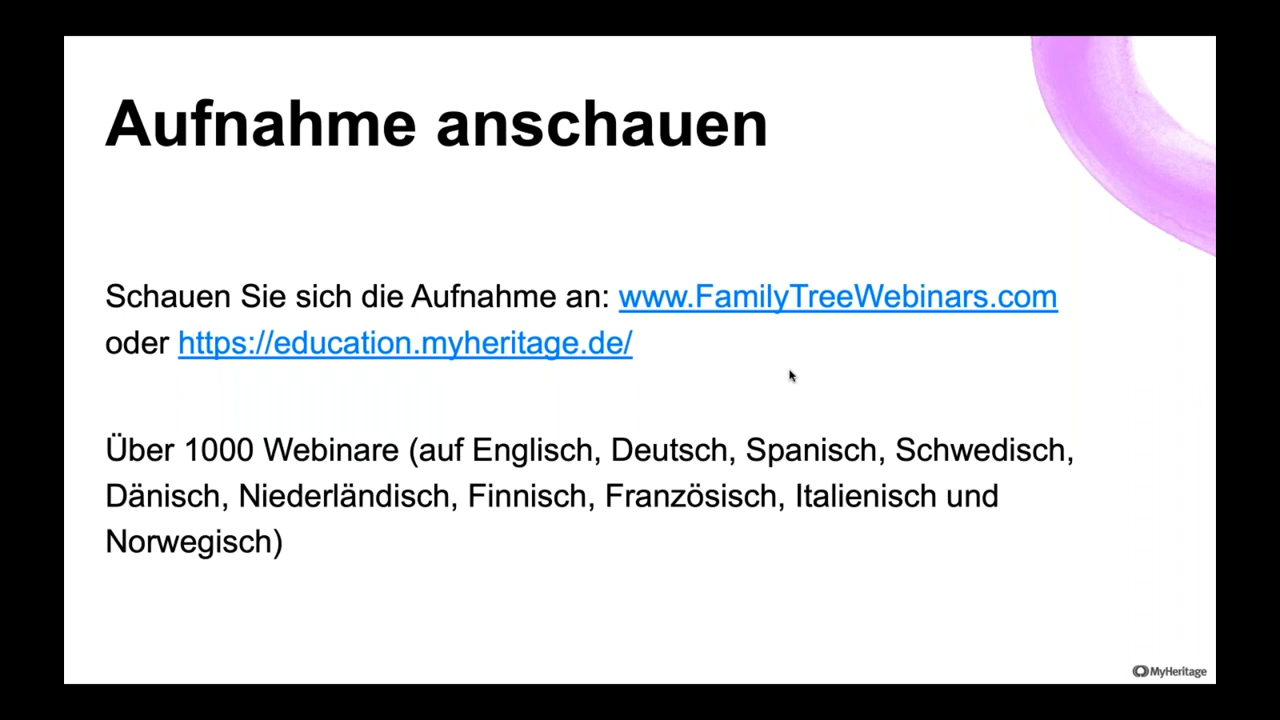 Aufnahme anschauen
Schauen Sie sich die Aufnahme an: www.FamilyTreeWebinars.com
oder https://education.myheritage.de/
Über 1000 Webinare (auf Englisch, Deutsch, Spanisch, Schwedisch,
Dänisch, Niederländisch, Finnisch, Französisch, Italienisch und
Norwegisch)
MyHeritage